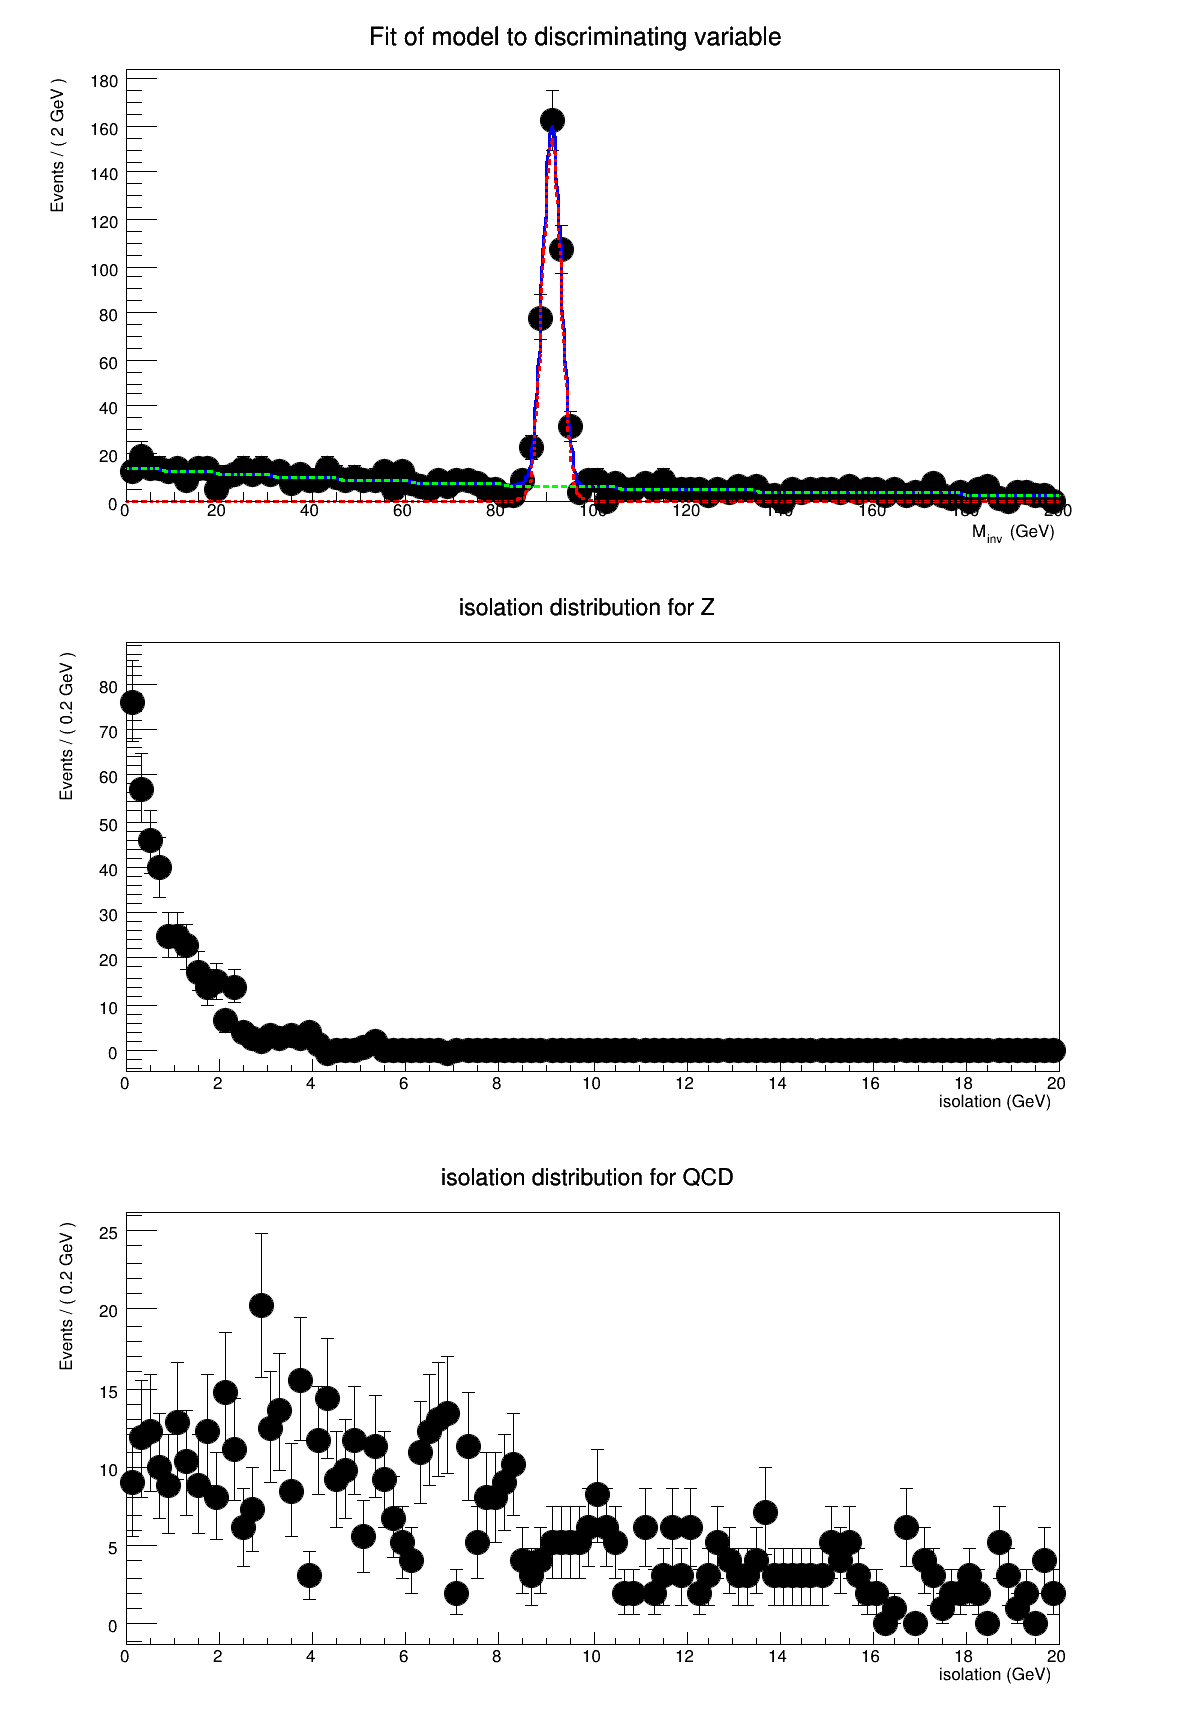 Fit of model to discriminating variable
Events / ( 2 GeV )
180
160
140
120
100
80
60
40
20
0
0 20 40 60 80 100 120 140 160 180 200
M_inv (GeV)
isolation distribution for Z
Events / ( 0.2 GeV )
80
70
60
50
40
30
20
10
0
0 2 4 6 8 10 12 14 16 18 20
isolation (GeV)
isolation distribution for QCD
Events / ( 0.2 GeV )
25
20
15
10
5
0
0 2 4 6 8 10 12 14 16 18 20
isolation (GeV)